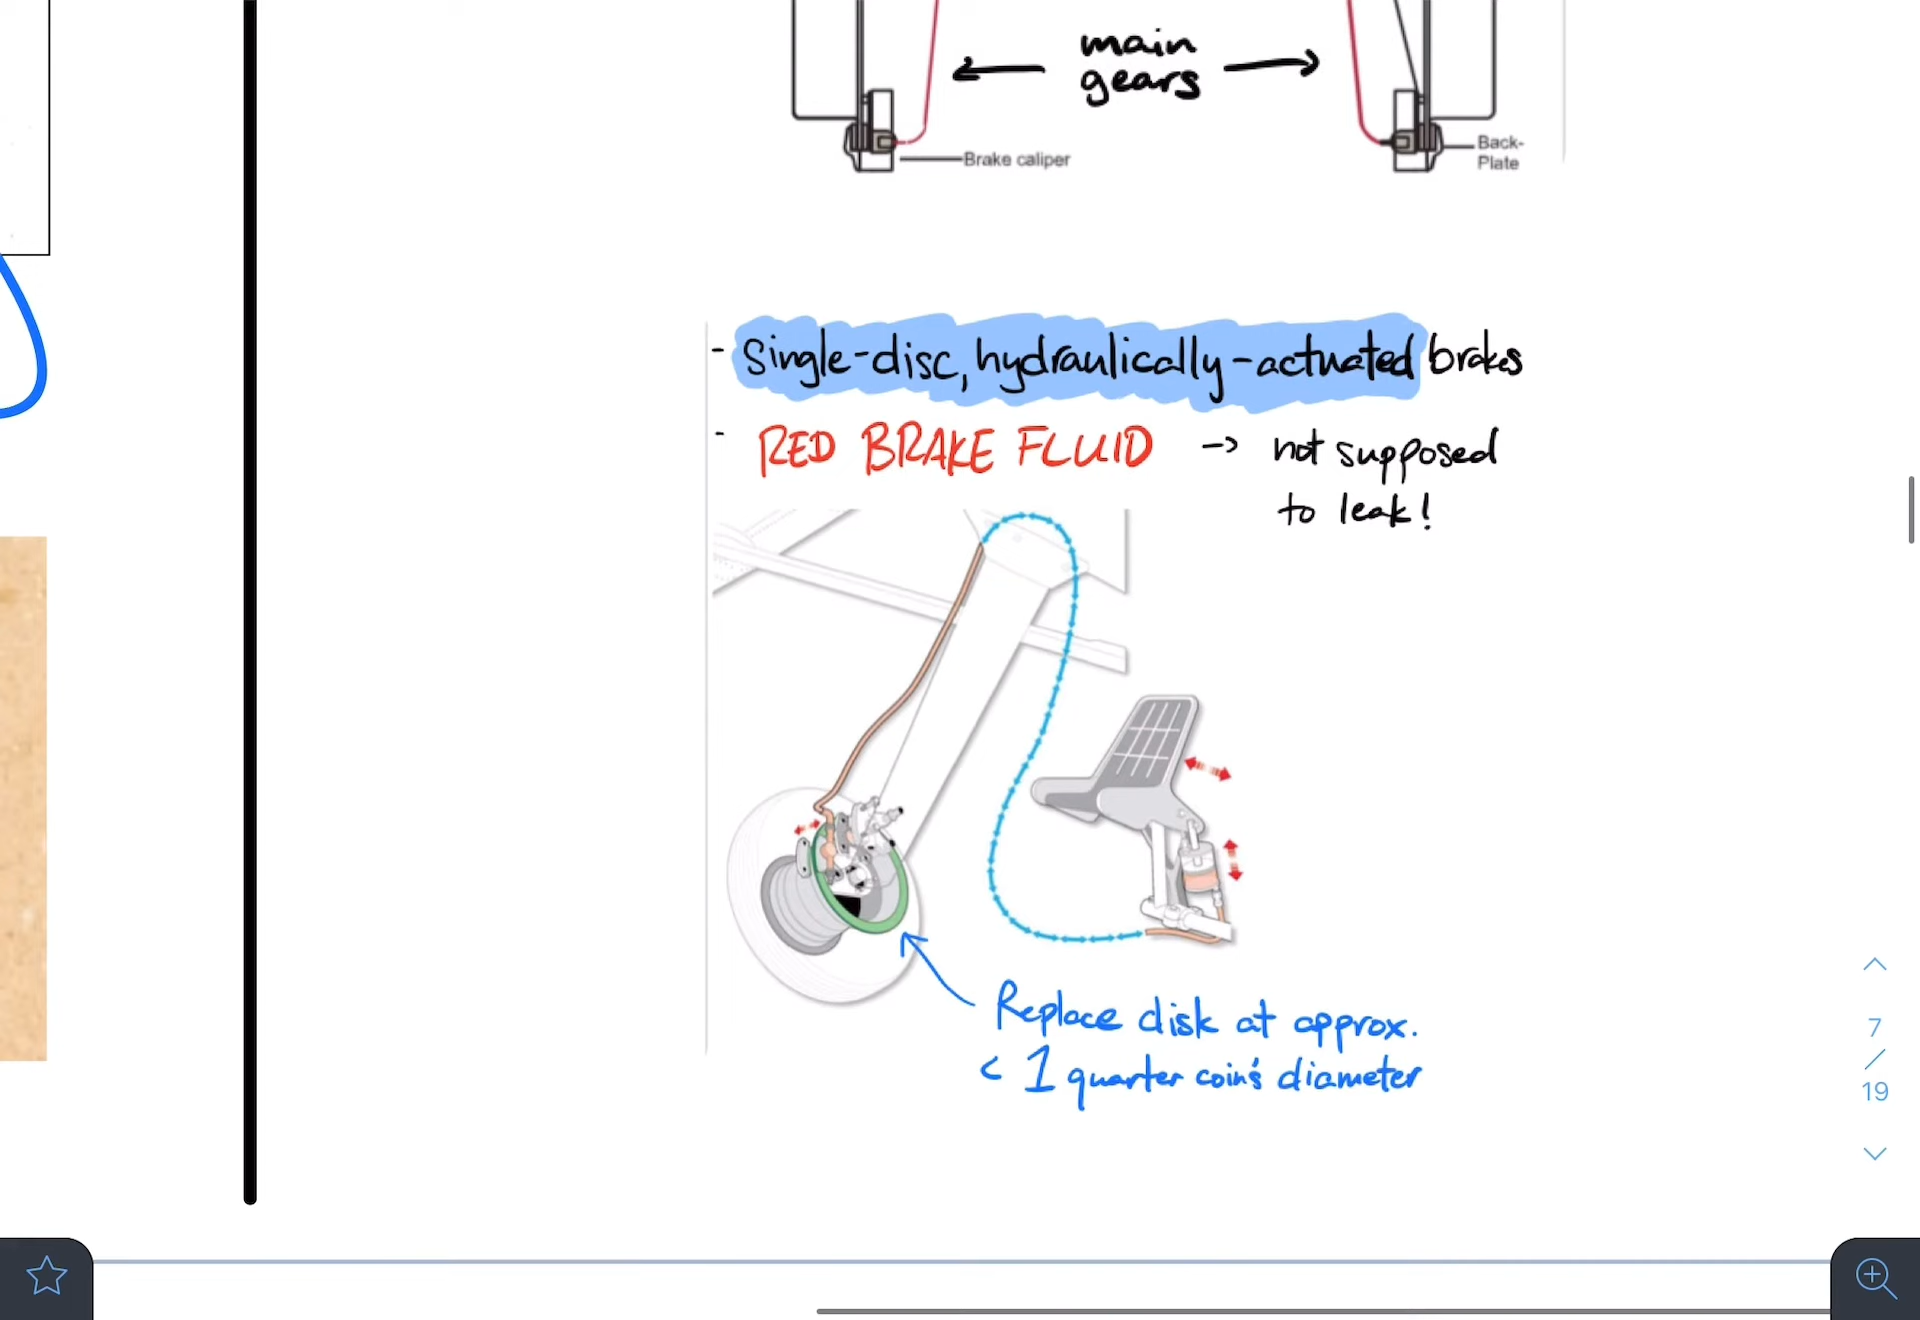 main
gears
Brake caliper
Back-
Plate
- Single-disc, hydraulically-actuated brakes
- RED BRAKE FLUID -> not supposed
to leak!
Replace disk at approx.
< 1 quarter coin's diameter
7
/
19